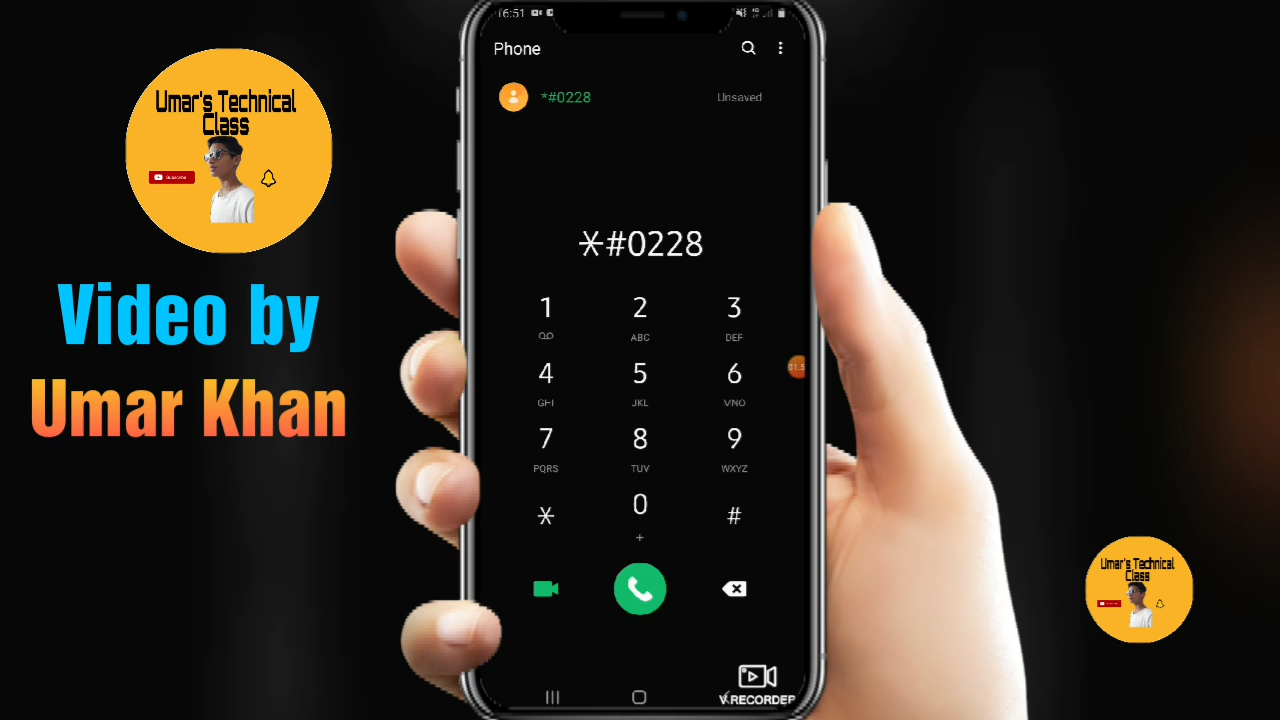 16:51
Phone
*#0228
Unsaved
Umar's Technical
Class
Subscribe
Video by
Umar Khan
*#0228
1
2
ABC
3
DEF
4
GHI
5
JKL
6
MNO
7
PQRS
8
TUV
9
WXYZ
*
0
+
#
V RECORDER
Umar's Technical
Class